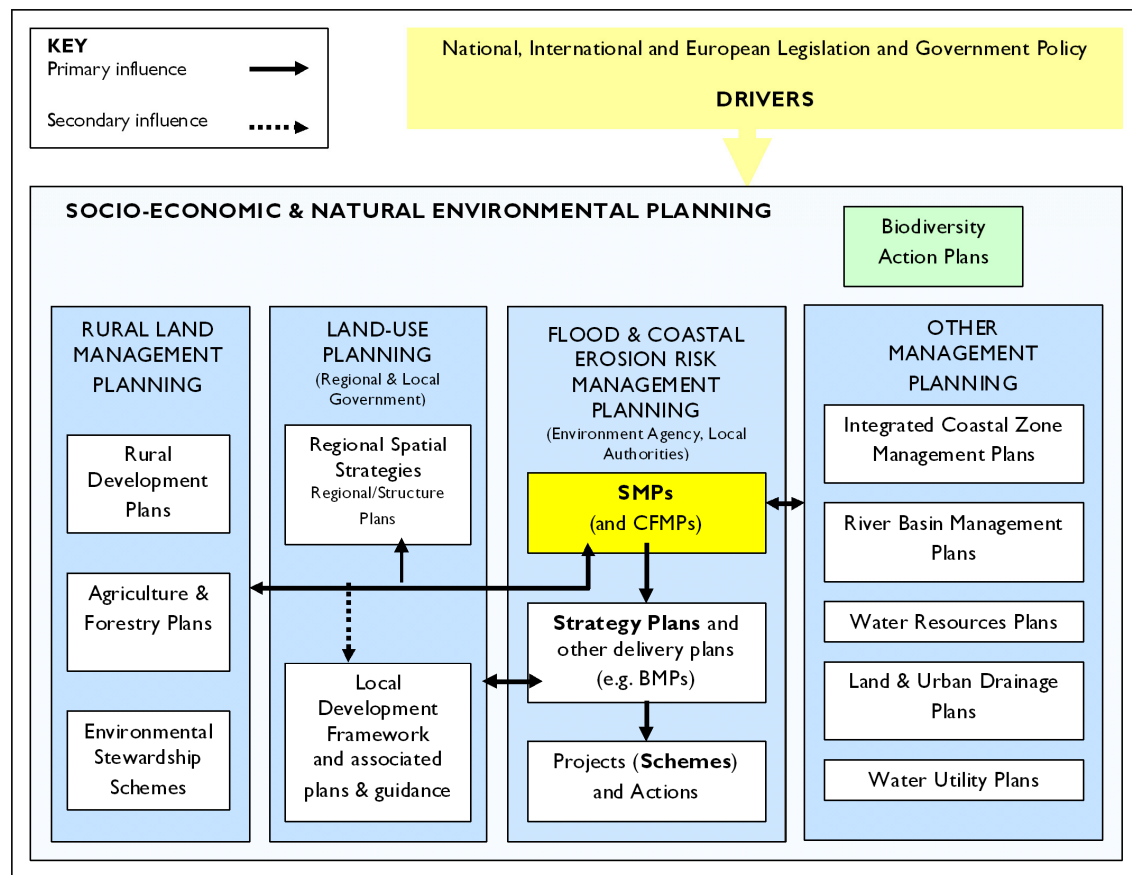 KEY
Primary influence
Secondary influence
National, International and European Legislation and Government Policy
DRIVERS
SOCIO-ECONOMIC & NATURAL ENVIRONMENTAL PLANNING
Biodiversity
Action Plans
RURAL LAND
MANAGEMENT
PLANNING
Rural
Development
Plans
Agriculture &
Forestry Plans
Environmental
Stewardship
Schemes
LAND-USE
PLANNING
(Regional & Local
Government)
Regional Spatial
Strategies
Regional/Structure
Plans
Local
Development
Framework
and associated
plans & guidance
FLOOD & COASTAL
EROSION RISK
MANAGEMENT
PLANNING
(Environment Agency, Local
Authorities)
SMPs
(and CFMPs)
Strategy Plans and
other delivery plans
(e.g. BMPs)
Projects (Schemes)
and Actions
OTHER
MANAGEMENT
PLANNING
Integrated Coastal Zone
Management Plans
River Basin Management
Plans
Water Resources Plans
Land & Urban Drainage
Plans
Water Utility Plans